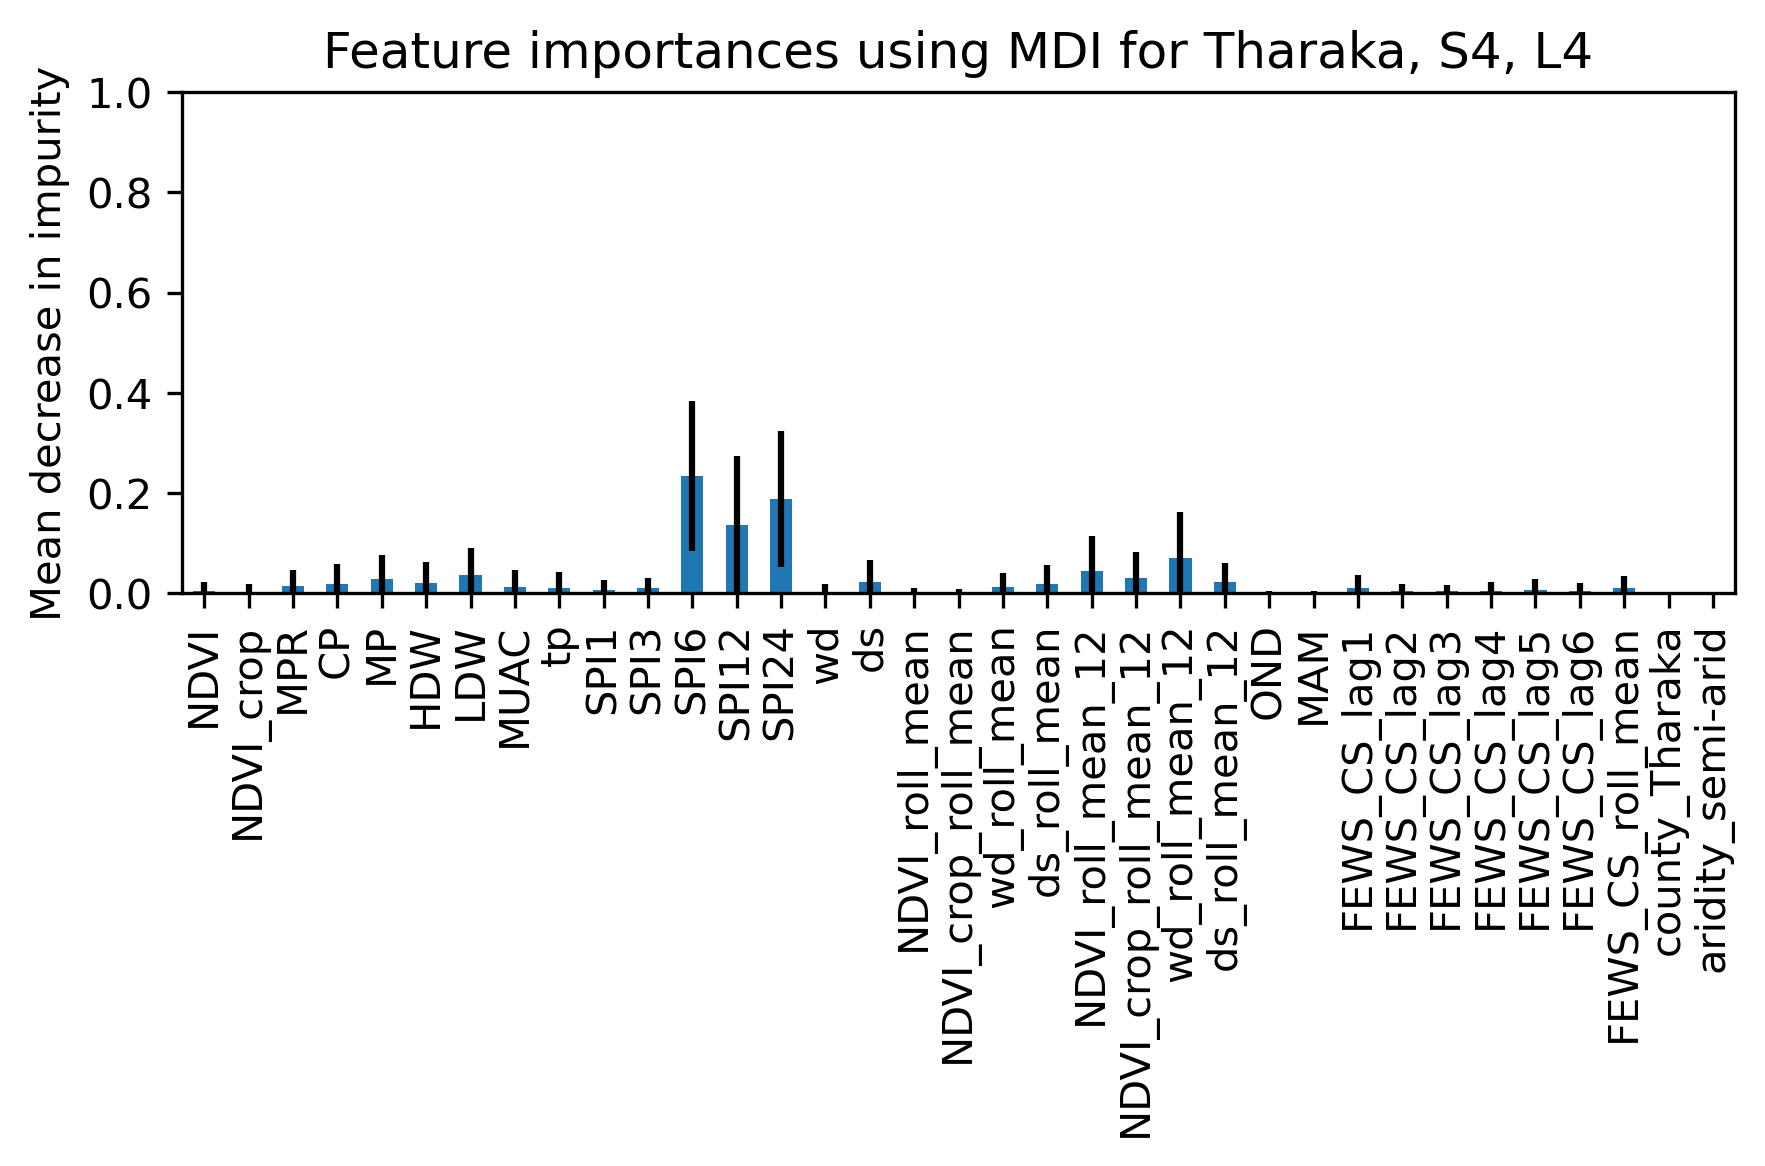 Feature importances using MDI for Tharaka, S4, L4
Mean decrease in impurity
1.0
0.8
0.6
0.4
0.2
0.0
NDVI
NDVI_crop
MPR
CP
MP
HDW
LDW
MUAC
tp
SPI1
SPI3
SPI6
SPI12
SPI24
wd
ds
NDVI_roll_mean
NDVI_crop_roll_mean
wd_roll_mean
ds_roll_mean
NDVI_roll_mean_12
NDVI_crop_roll_mean_12
wd_roll_mean_12
ds_roll_mean_12
OND
MAM
FEWS_CS_lag1
FEWS_CS_lag2
FEWS_CS_lag3
FEWS_CS_lag4
FEWS_CS_lag5
FEWS_CS_lag6
FEWS_CS_roll_mean
county_Tharaka
aridity_semi-arid